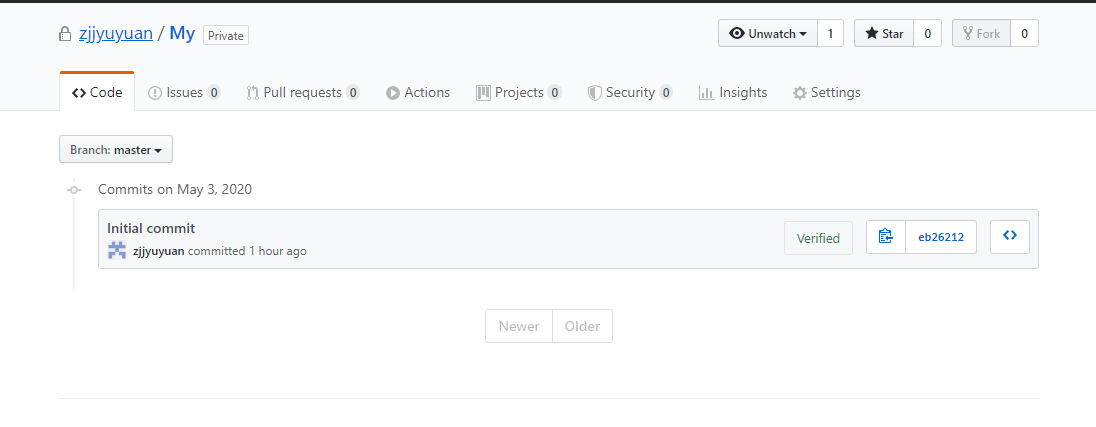 zjjyuyuan / My Private Unwatch 1 Star 0 Fork 0
Code Issues 0 Pull requests 0 Actions Projects 0 Security 0 Insights Settings
Branch: master
Commits on May 3, 2020
Initial commit
zjjyuyuan committed 1 hour ago
Verified eb26212
Newer Older